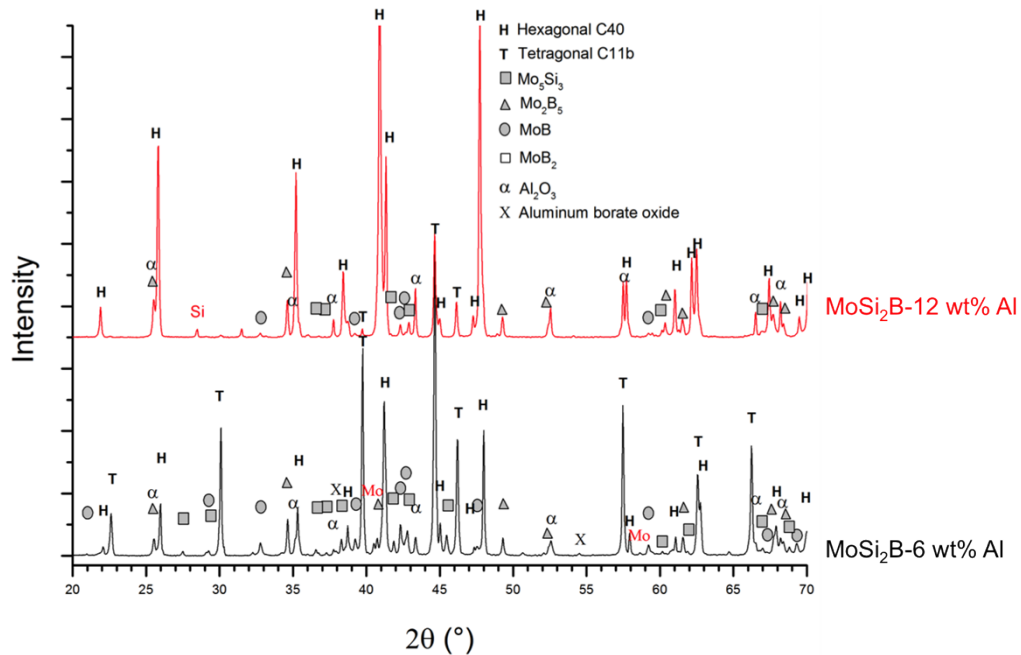 H Hexagonal C40
T Tetragonal C11b
Mo₅Si₃
Mo₂B₅
MoB
MoB₂
α Al₂O₃
X Aluminum borate oxide
H H
H
H
H
α
H
T
H
H H
α
H
H
H
Si
α
α
H
T
α
H T H
α
α
H
MoSi₂B-12 wt% Al
Intensity
T
T
H
H
T
T
T
T
H
T
H
H
α
α
X
H
Mo
α
α
H
H
α
X
H
Mo
H
α
H
α
H
MoSi₂B-6 wt% Al
20 25 30 35 40 45 50 55 60 65 70
2θ (°)